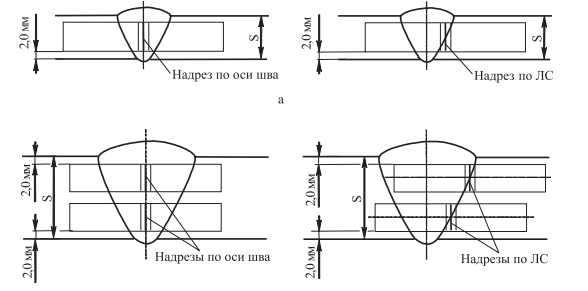 2,0 мм
S
Надрез по оси шва
2,0 мм
S
Надрез по ЛС
а
2,0 мм
S
2,0 мм
Надрезы по оси шва
2,0 мм
S
2,0 мм
Надрезы по ЛС